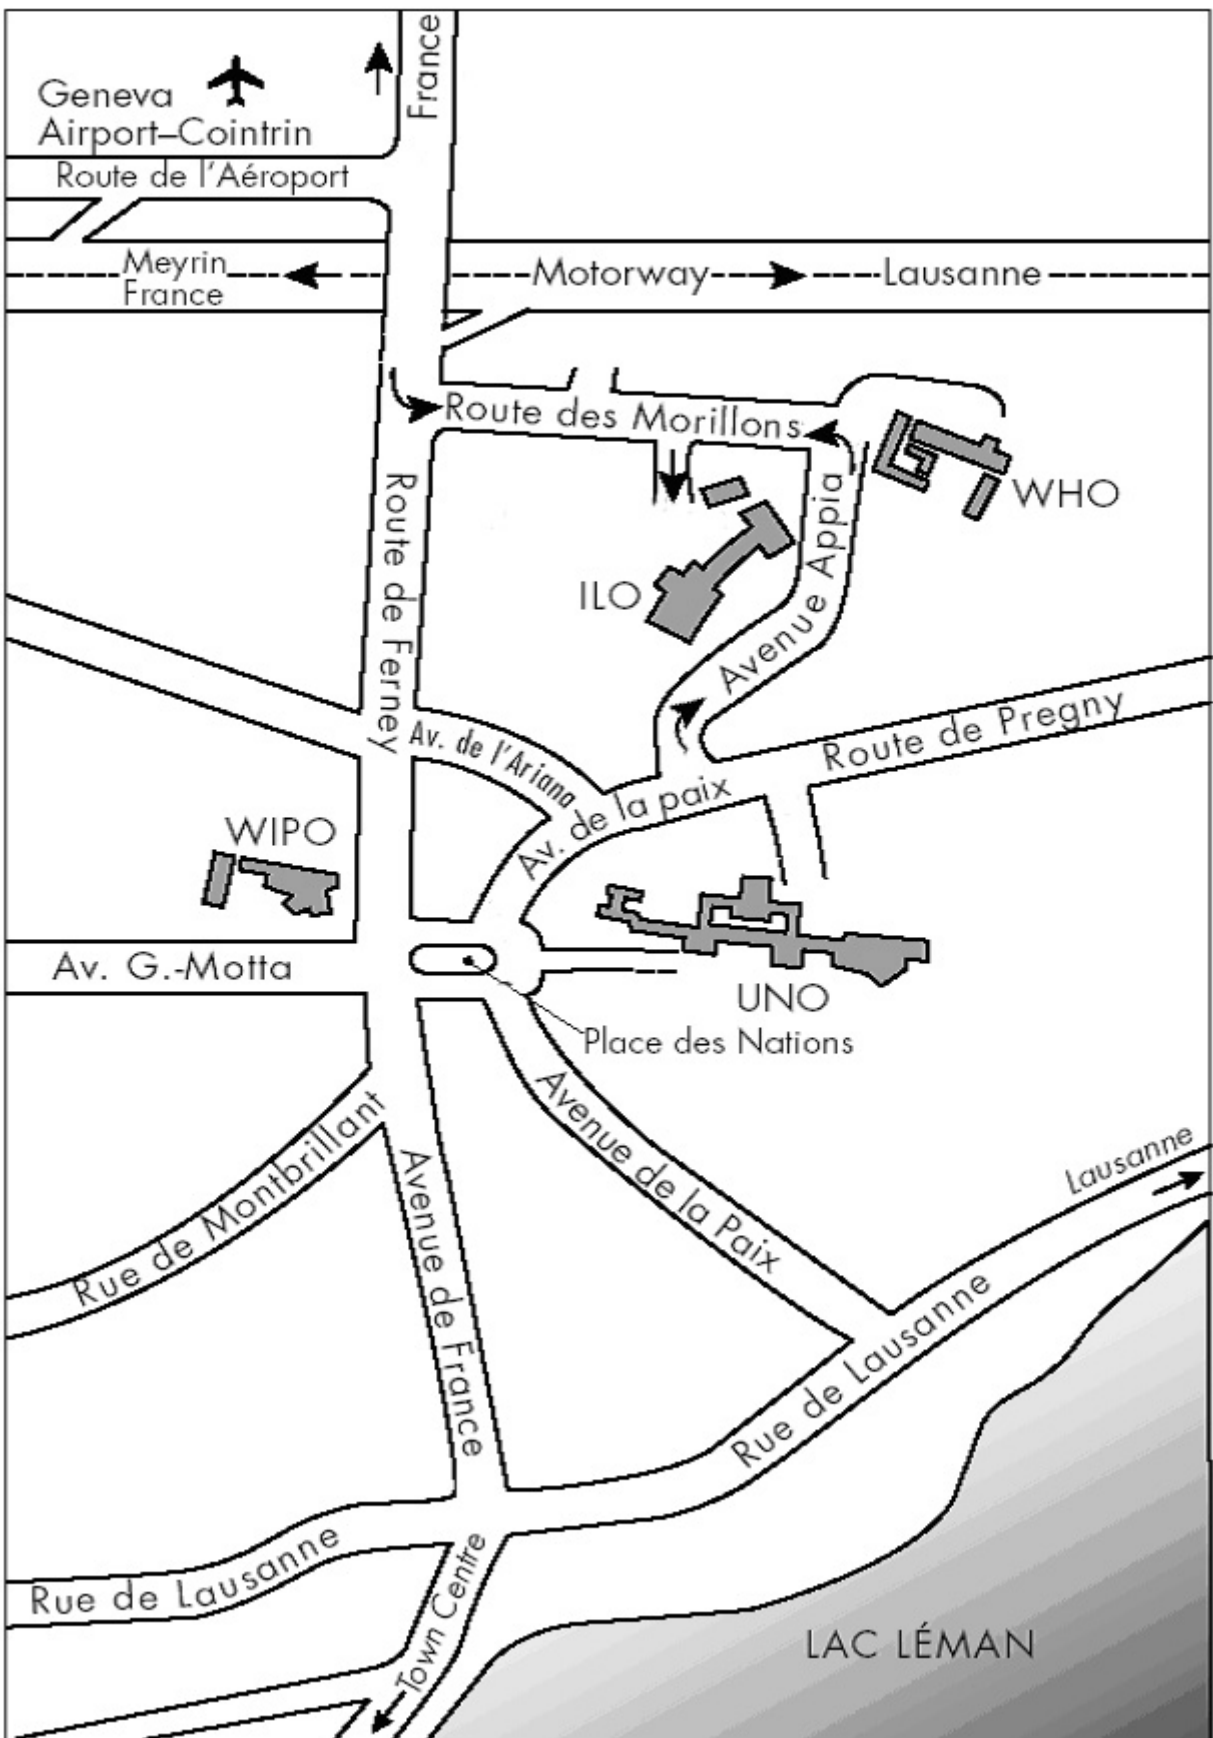 France
Geneva
Airport–Cointrin
Route de l'Aéroport
Meyrin
France
Motorway
Lausanne
Route des Morillons
WHO
Route de Ferney
ILO
Avenue Appia
Route de Pregny
Av. de l'Ariana
Av. de la paix
WIPO
Av. G.-Motta
UNO
Place des Nations
Avenue de la Paix
Rue de Montbrillant
Avenue de France
Lausanne
Rue de Lausanne
Rue de Lausanne
Town Centre
LAC LÉMAN